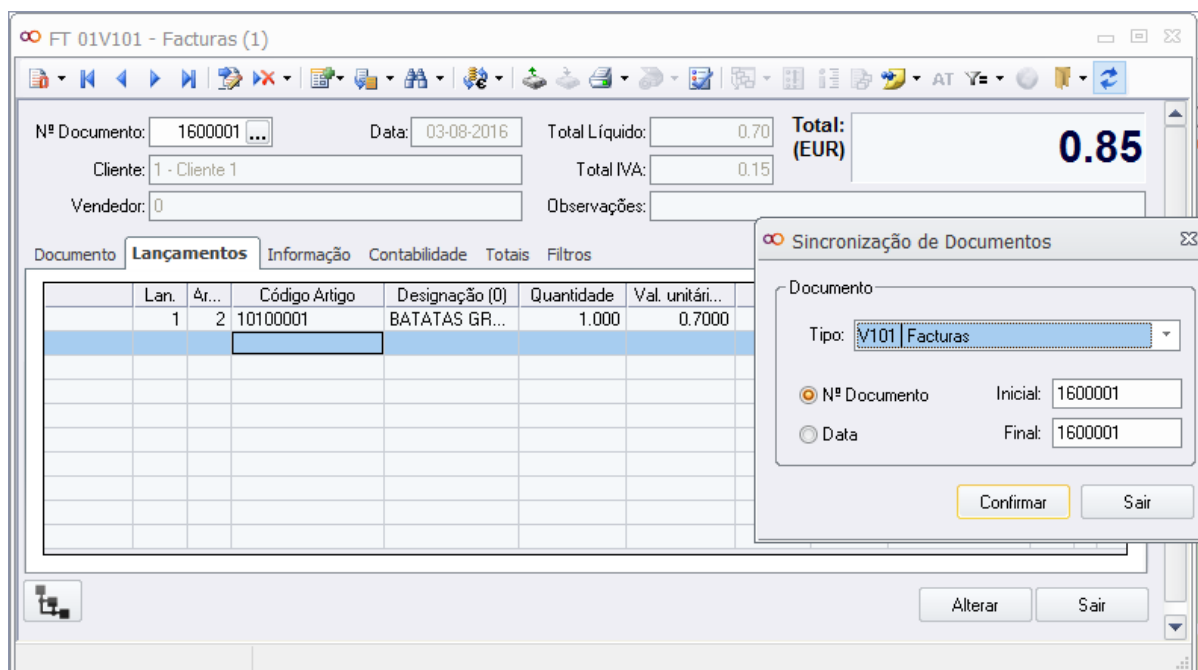 FT 01V101 - Facturas (1)
AT
Nº Documento: 1600001 ... Data: 03-08-2016 Total Líquido: 0.70 Total: (EUR) 0.85
Cliente: 1 - Cliente 1 Total IVA: 0.15
Vendedor: 0 Observações:
Documento Lançamentos Informação Contabilidade Totais Filtros
Lan. Ar... Código Artigo Designação (0) Quantidade Val. unitári...
1 2 10100001 BATATAS GR... 1.000 0.7000
Sincronização de Documentos
Documento
Tipo: V101 | Facturas
Nº Documento Inicial: 1600001
Data Final: 1600001
Confirmar Sair
Alterar Sair